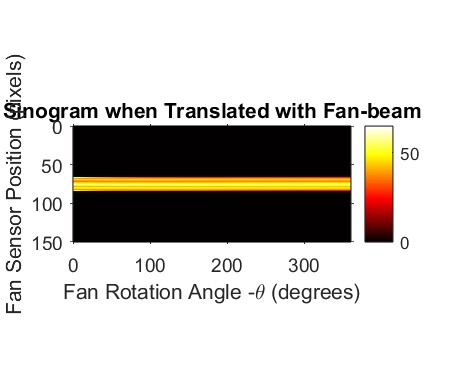 Sinogram when Translated with Fan-beam
Fan Sensor Position (pixels)
0
50
100
150
0 100 200 300
Fan Rotation Angle -θ (degrees)
50
0